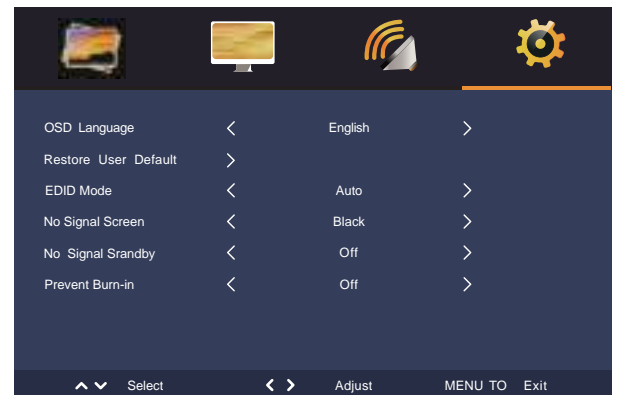 OSD Language < English >
Restore User Default >
EDID Mode < Auto >
No Signal Screen < Black >
No Signal Srandby < Off >
Prevent Burn-in < Off >
Select < > Adjust MENU TO Exit